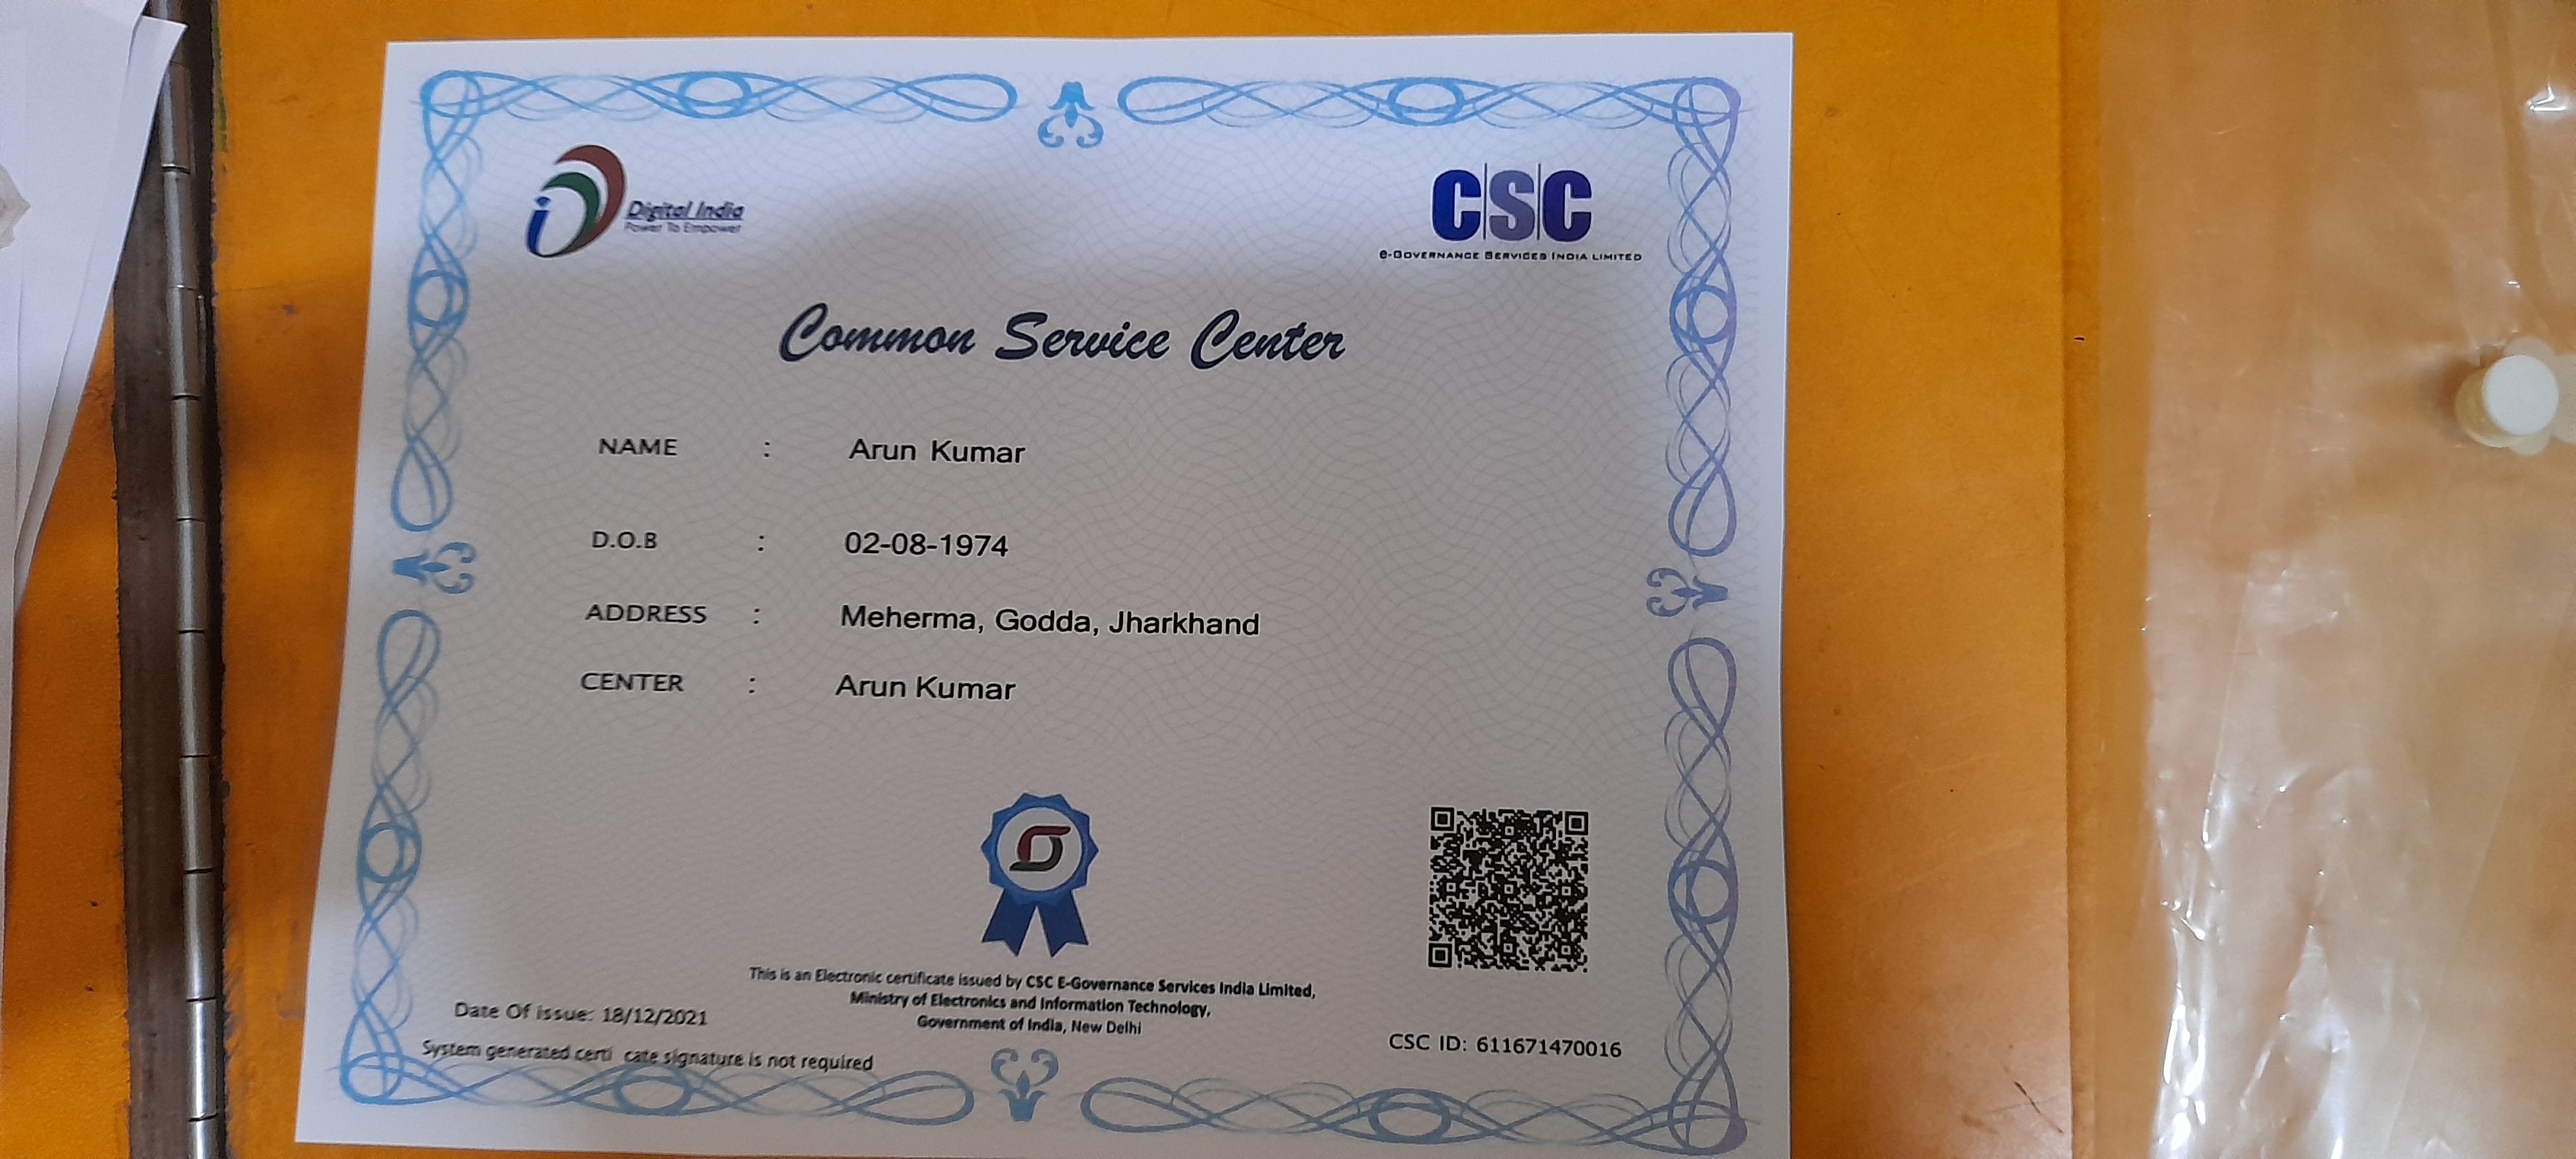 Digital India
Power To Empower
CSC
e-Governance Services India Limited
Common Service Center
NAME : Arun Kumar
D.O.B : 02-08-1974
ADDRESS : Meherma, Godda, Jharkhand
CENTER : Arun Kumar
This is an Electronic certificate issued by CSC E-Governance Services India Limited,
Ministry of Electronics and Information Technology,
Government of India, New Delhi
Date Of issue: 18/12/2021
CSC ID: 611671470016
System generated certi cate signature is not required